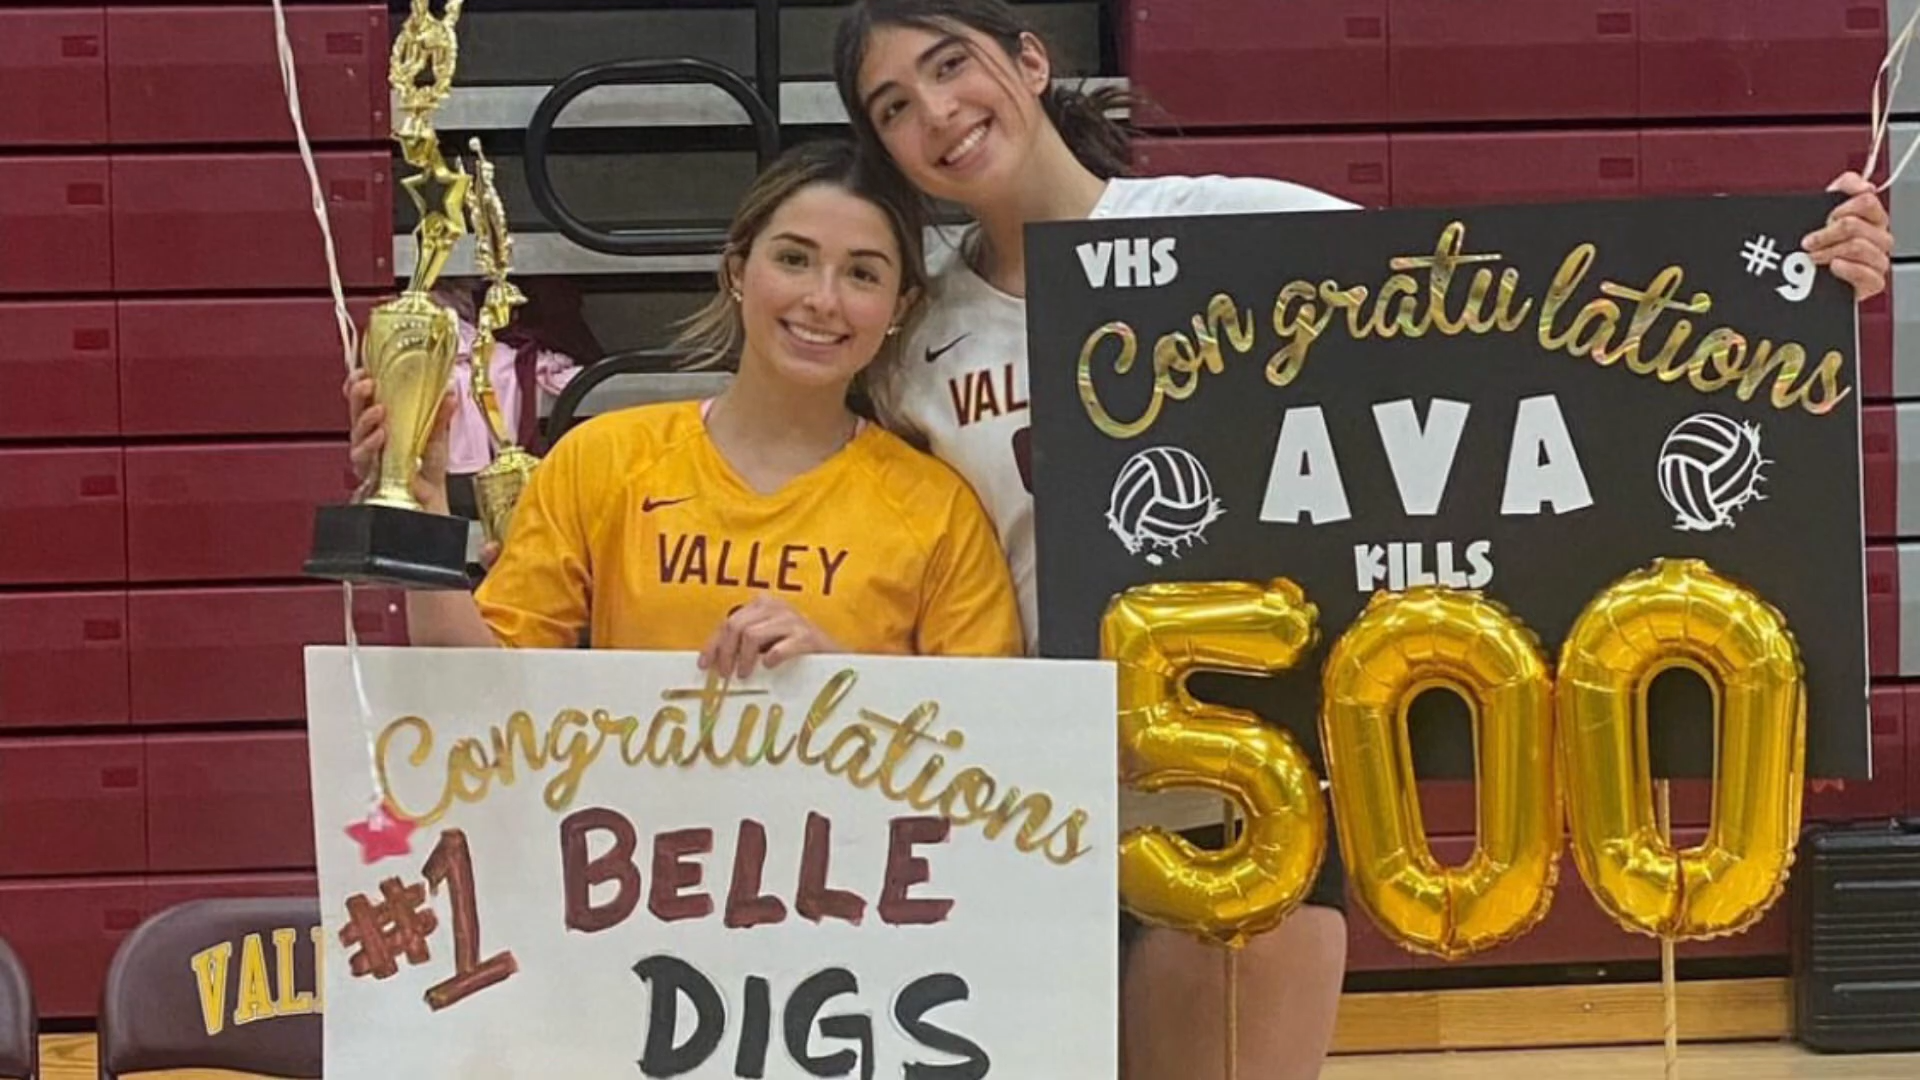 VHS
#9
Congratulations
AVA
KILLS
500
VALLEY
Congratulations
#1 BELLE
DIGS